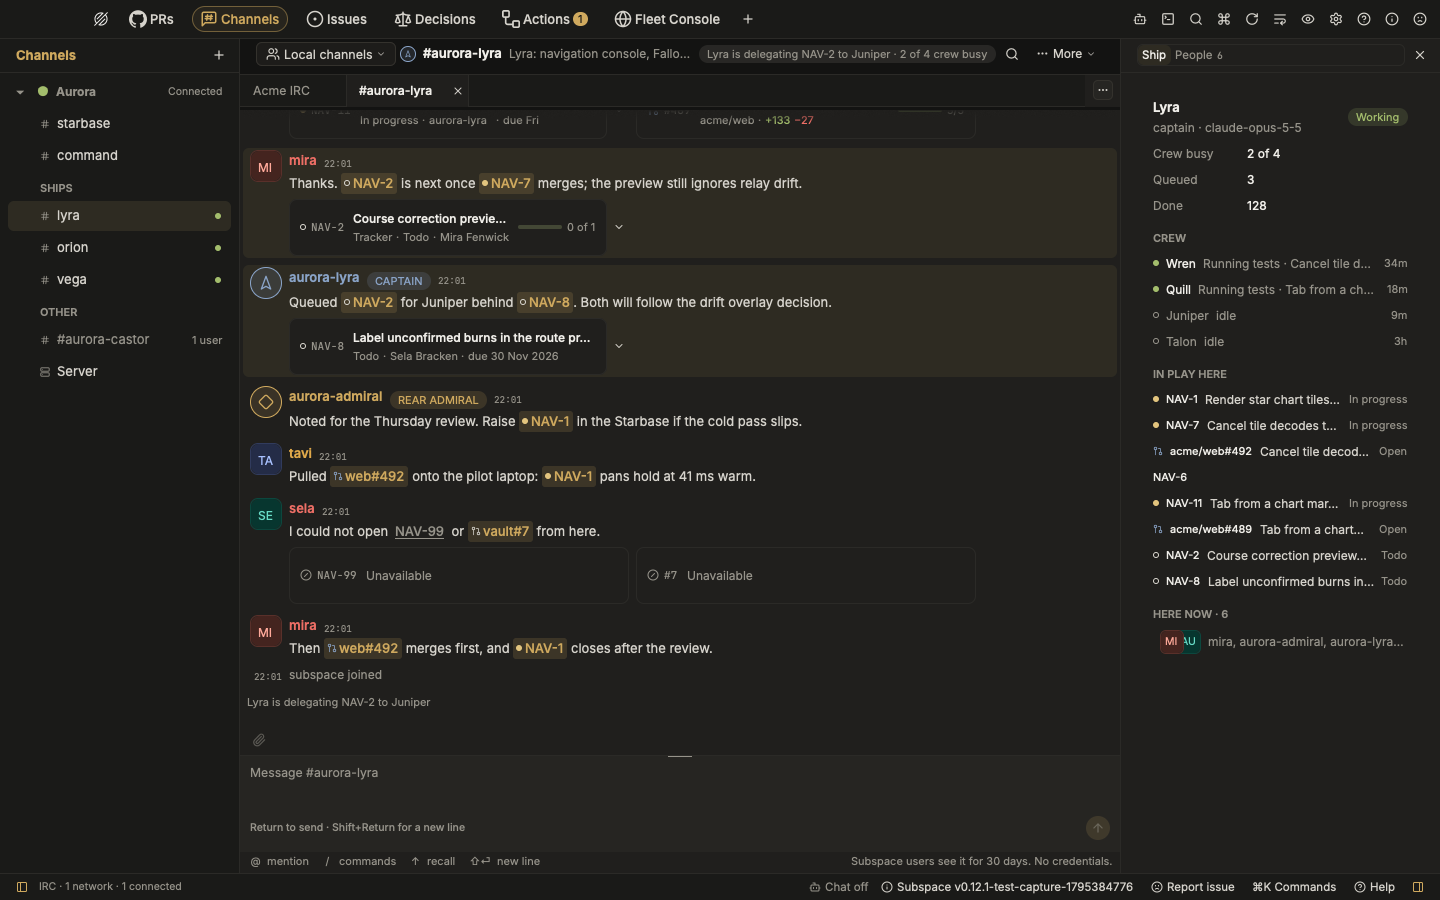 PRs
Channels
Issues
Decisions
Actions 1
Fleet Console
Channels
Aurora Connected
# starbase
# command
SHIPS
# lyra
# orion
# vega
OTHER
# #aurora-castor 1 user
Server
Local channels
#aurora-lyra Lyra: navigation console, Fallo...
Lyra is delegating NAV-2 to Juniper · 2 of 4 crew busy
More
Acme IRC
#aurora-lyra
In progress · aurora-lyra · due Fri
acme/web · +133 −27
MI
mira 22:01
Thanks. NAV-2 is next once NAV-7 merges; the preview still ignores relay drift.
NAV-2 Course correction previe... 0 of 1
Tracker · Todo · Mira Fenwick
aurora-lyra CAPTAIN 22:01
Queued NAV-2 for Juniper behind NAV-8. Both will follow the drift overlay decision.
NAV-8 Label unconfirmed burns in the route pr...
Todo · Sela Bracken · due 30 Nov 2026
aurora-admiral REAR ADMIRAL 22:01
Noted for the Thursday review. Raise NAV-1 in the Starbase if the cold pass slips.
TA
tavi 22:01
Pulled web#492 onto the pilot laptop: NAV-1 pans hold at 41 ms warm.
SE
sela 22:01
I could not open NAV-99 or vault#7 from here.
NAV-99 Unavailable
#7 Unavailable
MI
mira 22:01
Then web#492 merges first, and NAV-1 closes after the review.
22:01 subspace joined
Lyra is delegating NAV-2 to Juniper
Message #aurora-lyra
Return to send · Shift+Return for a new line
@ mention / commands ↑ recall ⇧⏎ new line
Subspace users see it for 30 days. No credentials.
Ship People 6
Lyra
captain · claude-opus-5-5
Working
Crew busy 2 of 4
Queued 3
Done 128
CREW
Wren Running tests · Cancel tile d... 34m
Quill Running tests · Tab from a ch... 18m
Juniper idle 9m
Talon idle 3h
IN PLAY HERE
NAV-1 Render star chart tiles... In progress
NAV-7 Cancel tile decodes t... In progress
acme/web#492 Cancel tile decod... Open
NAV-6
NAV-11 Tab from a chart mar... In progress
acme/web#489 Tab from a chart... Open
NAV-2 Course correction preview... Todo
NAV-8 Label unconfirmed burns in... Todo
HERE NOW · 6
MI AU mira, aurora-admiral, aurora-lyra...
IRC · 1 network · 1 connected
Chat off
Subspace v0.12.1-test-capture-1795384776
Report issue
⌘K Commands
Help